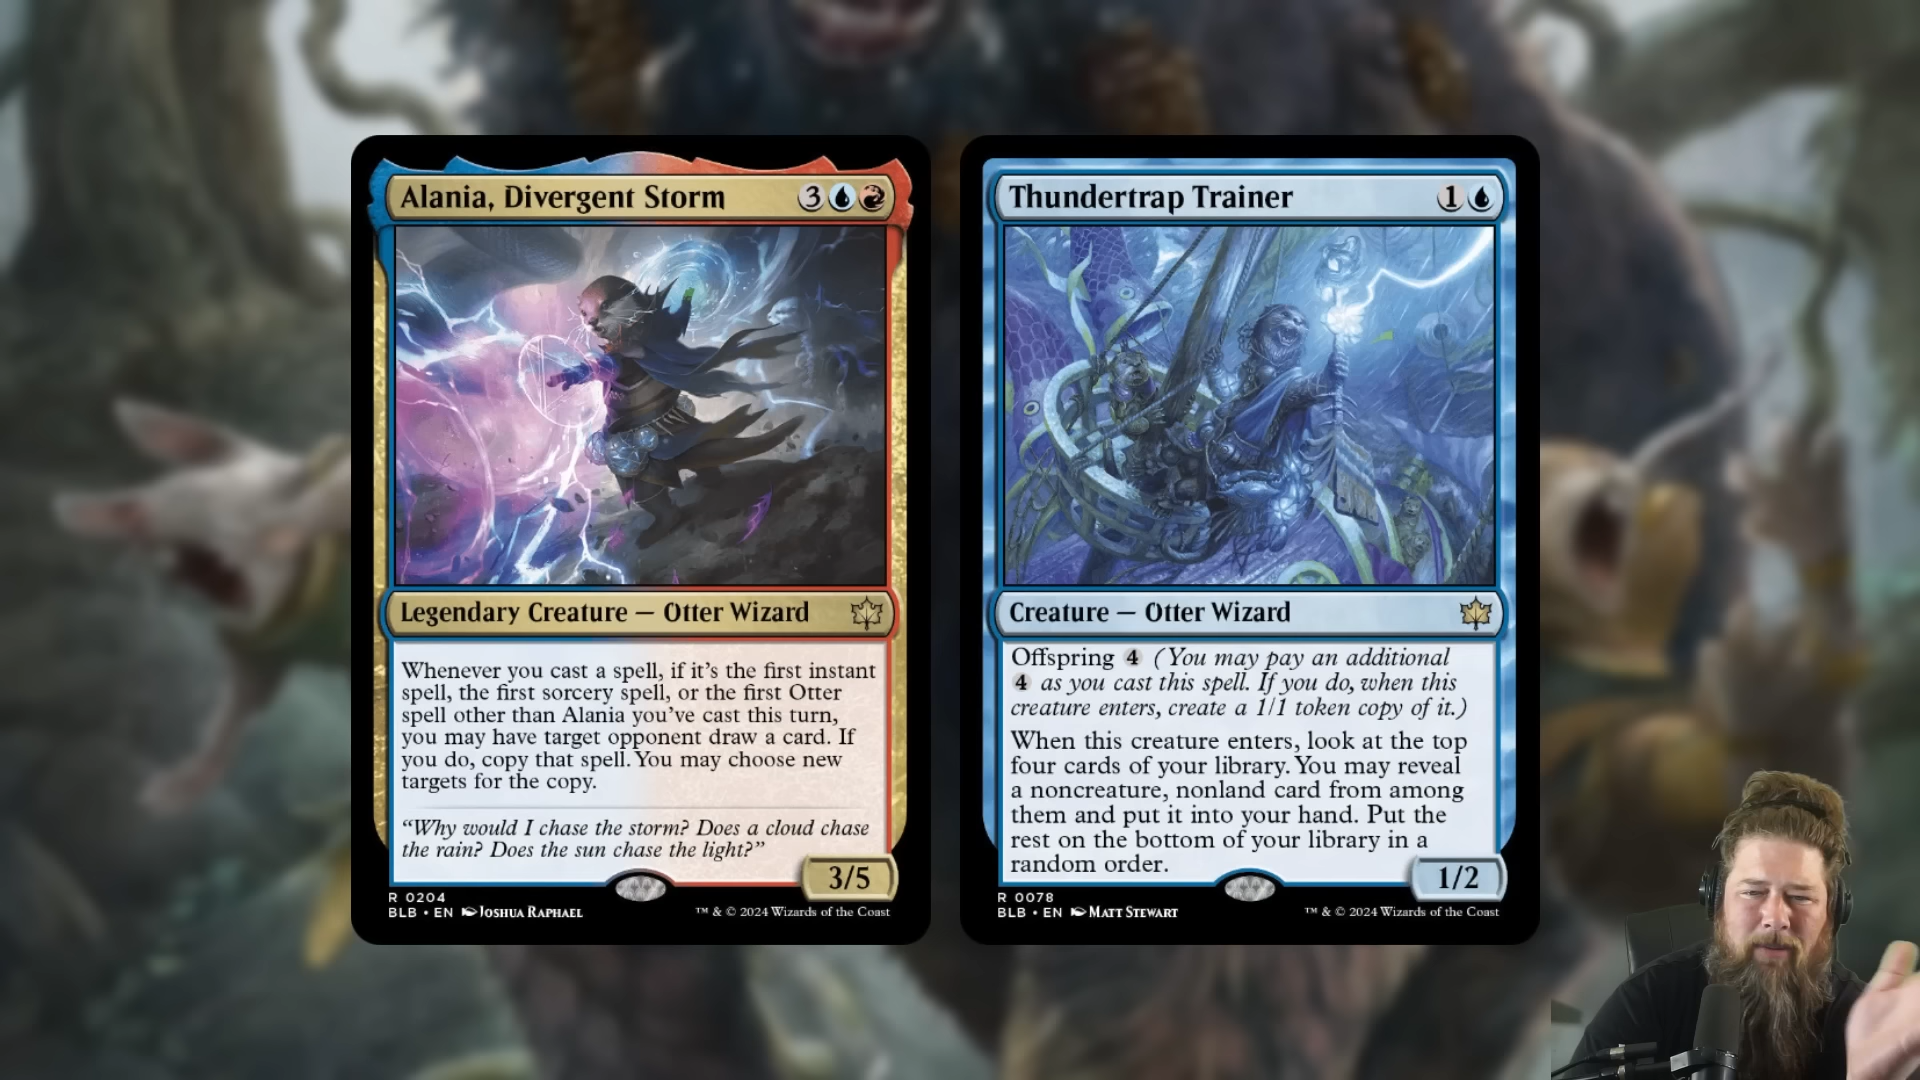 Alania, Divergent Storm 3
Legendary Creature — Otter Wizard
Whenever you cast a spell, if it's the first instant
spell, the first sorcery spell, or the first Otter
spell other than Alania you've cast this turn,
you may have target opponent draw a card. If
you do, copy that spell. You may choose new
targets for the copy.
“Why would I chase the storm? Does a cloud chase
the rain? Does the sun chase the light?”
3/5
R 0204
BLB • EN JOSHUA RAPHAEL
™ & © 2024 Wizards of the Coast
Thundertrap Trainer 1
Creature — Otter Wizard
Offspring 4 (You may pay an additional
4 as you cast this spell. If you do, when this
creature enters, create a 1/1 token copy of it.)
When this creature enters, look at the top
four cards of your library. You may reveal
a noncreature, nonland card from among
them and put it into your hand. Put the
rest on the bottom of your library in a
random order.
1/2
R 0078
BLB • EN MATT STEWART
™ & © 2024 Wizards of the Coast